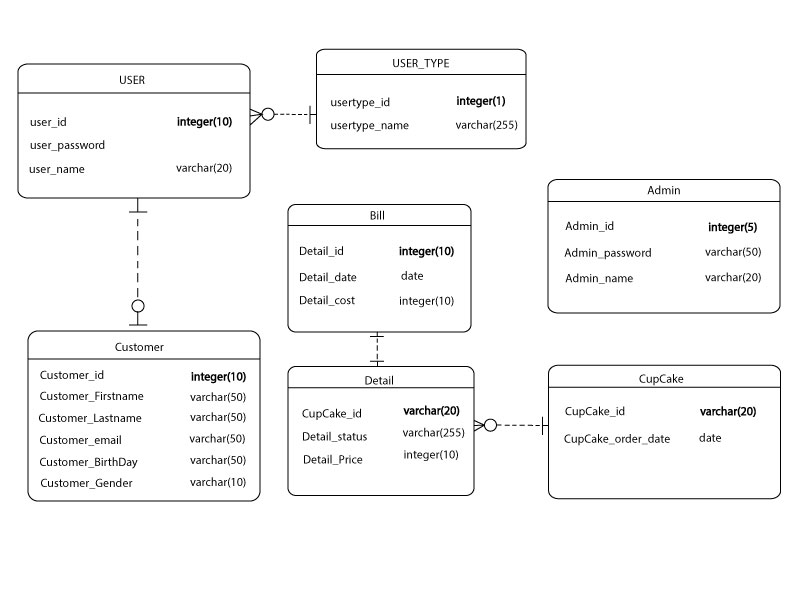 USER
user_id integer(10)
user_password
user_name varchar(20)
USER_TYPE
usertype_id integer(1)
usertype_name varchar(255)
Admin
Admin_id integer(5)
Admin_password varchar(50)
Admin_name varchar(20)
Bill
Detail_id integer(10)
Detail_date date
Detail_cost integer(10)
Customer
Customer_id integer(10)
Customer_Firstname varchar(50)
Customer_Lastname varchar(50)
Customer_email varchar(50)
Customer_BirthDay varchar(50)
Customer_Gender varchar(10)
Detail
CupCake_id varchar(20)
Detail_status varchar(255)
Detail_Price integer(10)
CupCake
CupCake_id varchar(20)
CupCake_order_date date